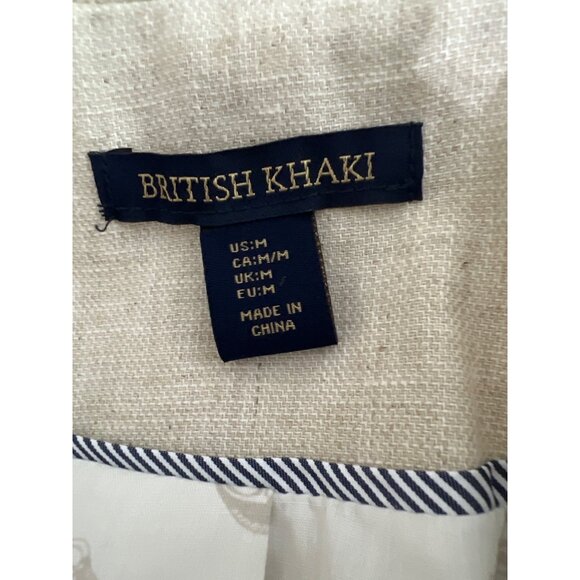 BRITISH KHAKI
US:M
CA:M/M
UK:M
EU:M
MADE IN
CHINA